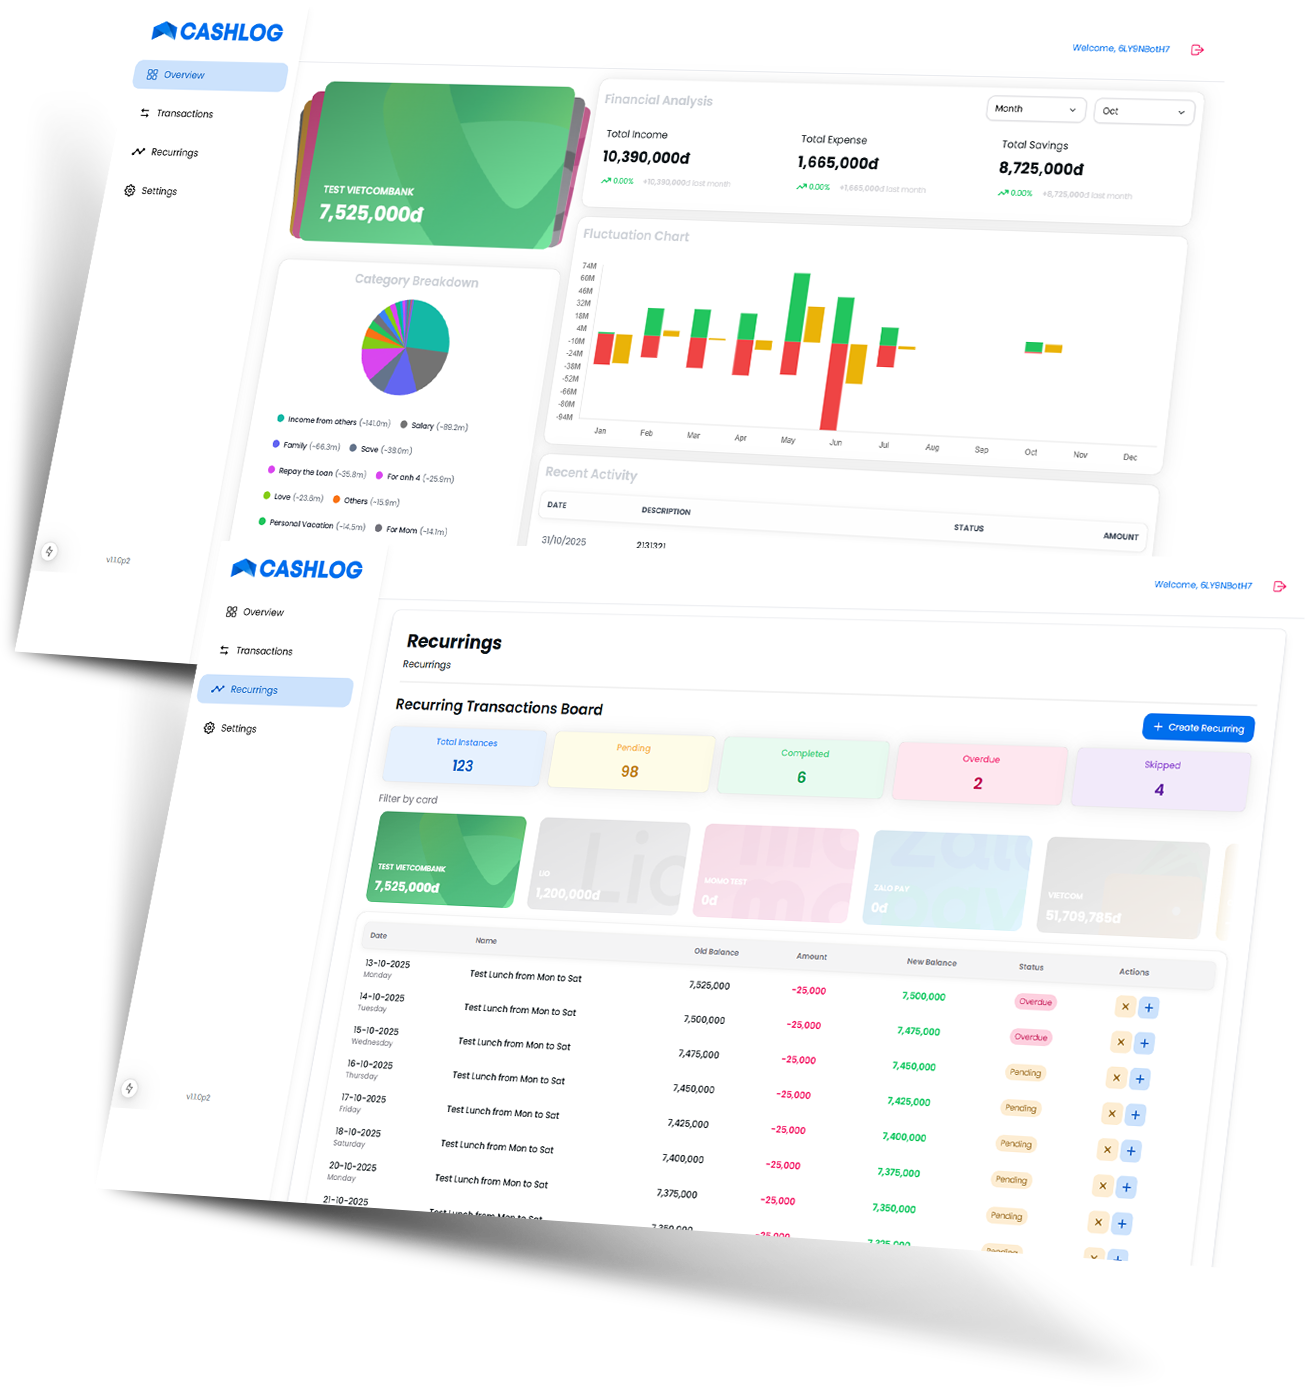 CASHLOG
Welcome, 6LY9NBotH7
Overview
Transactions
Recurrings
Settings
v1.1.0p2
TEST VIETCOMBANK
7,525,000đ
Financial Analysis
Month
Oct
Total Income
10,390,000đ
0.00% +10,390,000đ last month
Total Expense
1,665,000đ
0.00% +1,665,000đ last month
Total Savings
8,725,000đ
0.00% +8,725,000đ last month
Category Breakdown
Income from others (~141.0m) Salary (~89.2m)
Family (~66.3m) Save (~38.0m)
Repay the Loan (~35.8m) For anh 4 (~25.9m)
Love (~23.6m) Others (~15.9m)
Personal Vacation (~14.5m) For Mom (~14.1m)
Fluctuation Chart
74M
60M
46M
32M
18M
4M
-10M
-24M
-38M
-52M
-66M
-80M
-94M
Jan Feb Mar Apr May Jun Jul Aug Sep Oct Nov Dec
Recent Activity
DATE DESCRIPTION STATUS AMOUNT
31/10/2025 2131321
CASHLOG
Welcome, 6LY9NBotH7
Overview
Transactions
Recurrings
Settings
v1.1.0p2
Recurrings
Recurrings
Recurring Transactions Board
+ Create Recurring
Total Instances
123
Pending
98
Completed
6
Overdue
2
Skipped
4
Filter by card
TEST VIETCOMBANK
7,525,000đ
Lio
LIO
1,200,000đ
MOMO TEST
0đ
ZALO PAY
0đ
VIETCOM
51,709,785đ
Date Name Old Balance Amount New Balance Status Actions
13-10-2025 Test Lunch from Mon to Sat 7,525,000 -25,000 7,500,000 Overdue
Monday
14-10-2025 Test Lunch from Mon to Sat 7,500,000 -25,000 7,475,000 Overdue
Tuesday
15-10-2025 Test Lunch from Mon to Sat 7,475,000 -25,000 7,450,000 Pending
Wednesday
16-10-2025 Test Lunch from Mon to Sat 7,450,000 -25,000 7,425,000 Pending
Thursday
17-10-2025 Test Lunch from Mon to Sat 7,425,000 -25,000 7,400,000 Pending
Friday
18-10-2025 Test Lunch from Mon to Sat 7,400,000 -25,000 7,375,000 Pending
Saturday
20-10-2025 Test Lunch from Mon to Sat 7,375,000 -25,000 7,350,000 Pending
Monday
21-10-2025 Test Lunch from Mon to Sat 7,350,000 -25,000 7,325,000 Pending